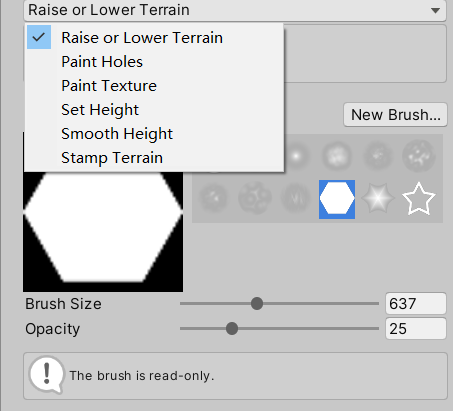 Raise or Lower Terrain
Raise or Lower Terrain
Paint Holes
Paint Texture
Set Height
Smooth Height
Stamp Terrain
New Brush...
Brush Size 637
Opacity 25
The brush is read-only.